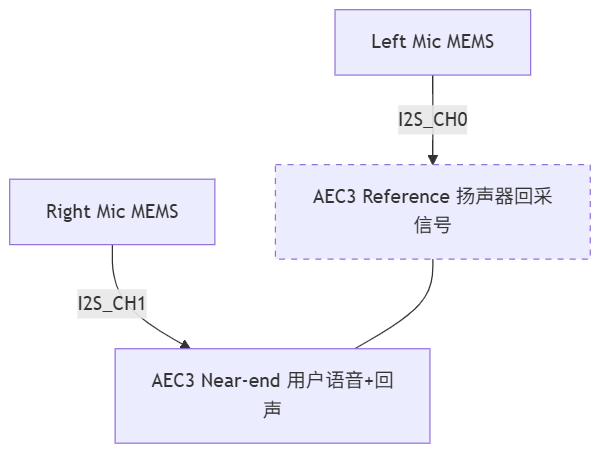 Left Mic MEMS
I2S_CH0
AEC3 Reference 扬声器回采
信号
Right Mic MEMS
I2S_CH1
AEC3 Near-end 用户语音+回
声